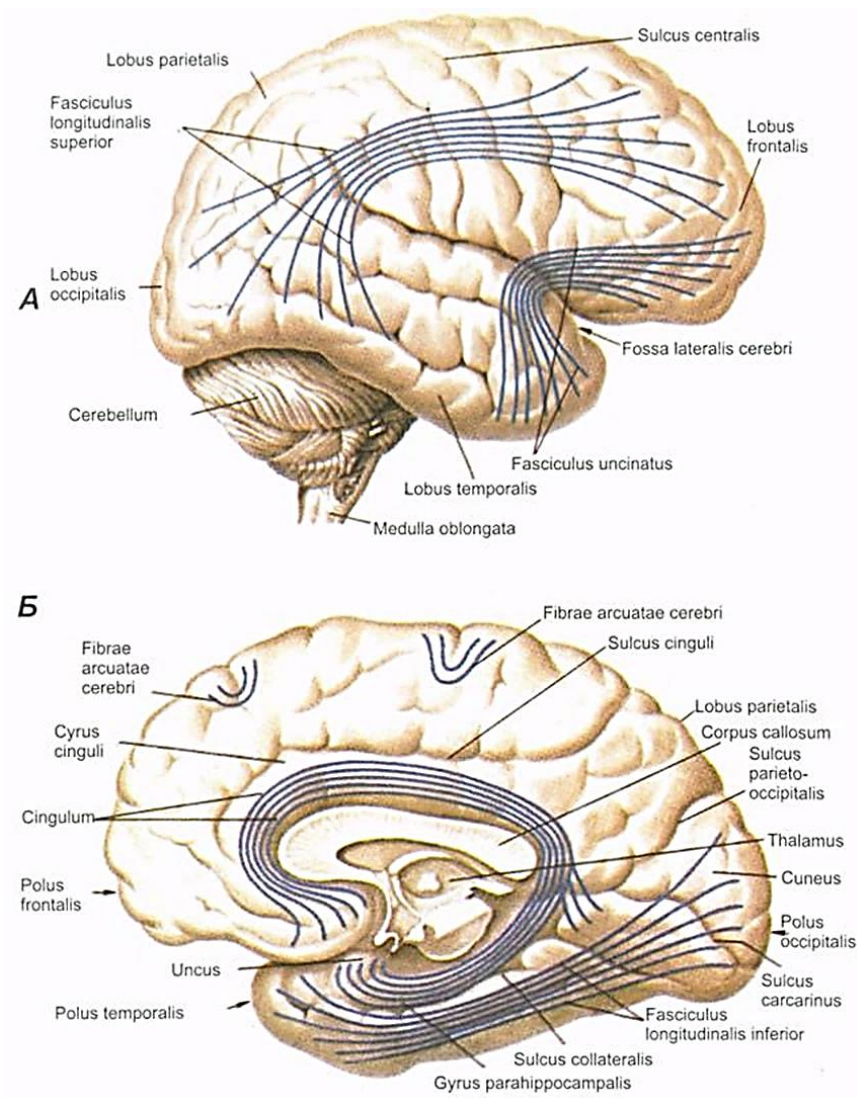 Sulcus centralis
Lobus parietalis
Fasciculus
longitudinalis
superior
Lobus
frontalis
Lobus
occipitalis
А
Fossa lateralis cerebri
Cerebellum
Fasciculus uncinatus
Lobus temporalis
Medulla oblongata
Б
Fibrae arcuatae cerebri
Sulcus cinguli
Fibrae
arcuatae
cerebri
Lobus parietalis
Corpus callosum
Cyrus
cinguli
Sulcus
parieto-
occipitalis
Cingulum
Thalamus
Cuneus
Polus
frontalis
Polus
occipitalis
Uncus
Sulcus
carcarinus
Polus temporalis
Fasciculus
longitudinalis inferior
Sulcus collateralis
Gyrus parahippocampalis